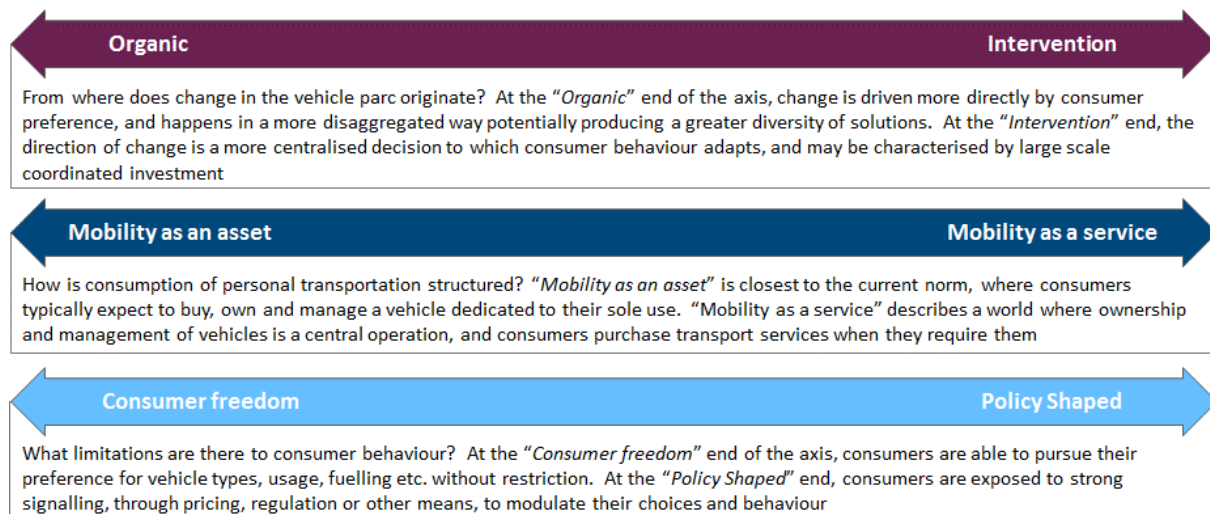 Organic Intervention
From where does change in the vehicle parc originate? At the “Organic” end of the axis, change is driven more directly by consumer
preference, and happens in a more disaggregated way potentially producing a greater diversity of solutions. At the “Intervention” end, the
direction of change is a more centralised decision to which consumer behaviour adapts, and may be characterised by large scale
coordinated investment
Mobility as an asset Mobility as a service
How is consumption of personal transportation structured? “Mobility as an asset” is closest to the current norm, where consumers
typically expect to buy, own and manage a vehicle dedicated to their sole use. “Mobility as a service” describes a world where ownership
and management of vehicles is a central operation, and consumers purchase transport services when they require them
Consumer freedom Policy Shaped
What limitations are there to consumer behaviour? At the “Consumer freedom” end of the axis, consumers are able to pursue their
preference for vehicle types, usage, fuelling etc. without restriction. At the “Policy Shaped” end, consumers are exposed to strong
signalling, through pricing, regulation or other means, to modulate their choices and behaviour